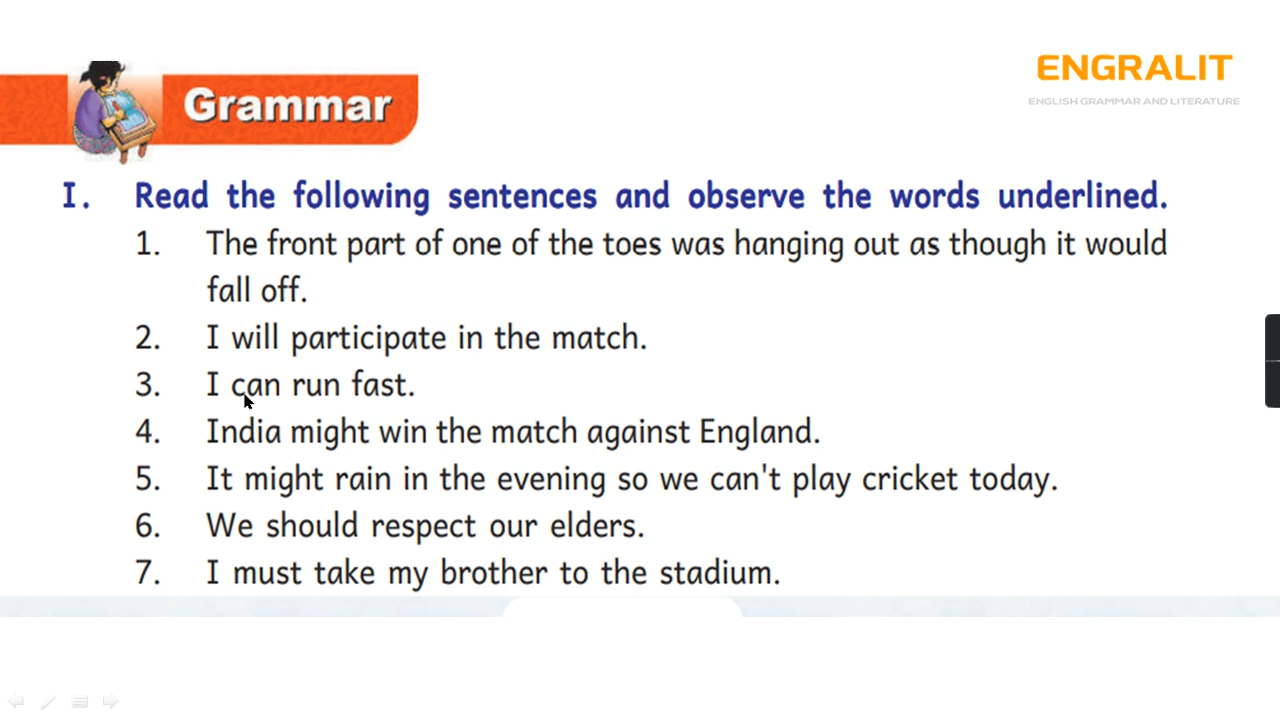 ENGRALIT
ENGLISH GRAMMAR AND LITERATURE
Grammar
I. Read the following sentences and observe the words underlined.
1. The front part of one of the toes was hanging out as though it would
fall off.
2. I will participate in the match.
3. I can run fast.
4. India might win the match against England.
5. It might rain in the evening so we can't play cricket today.
6. We should respect our elders.
7. I must take my brother to the stadium.